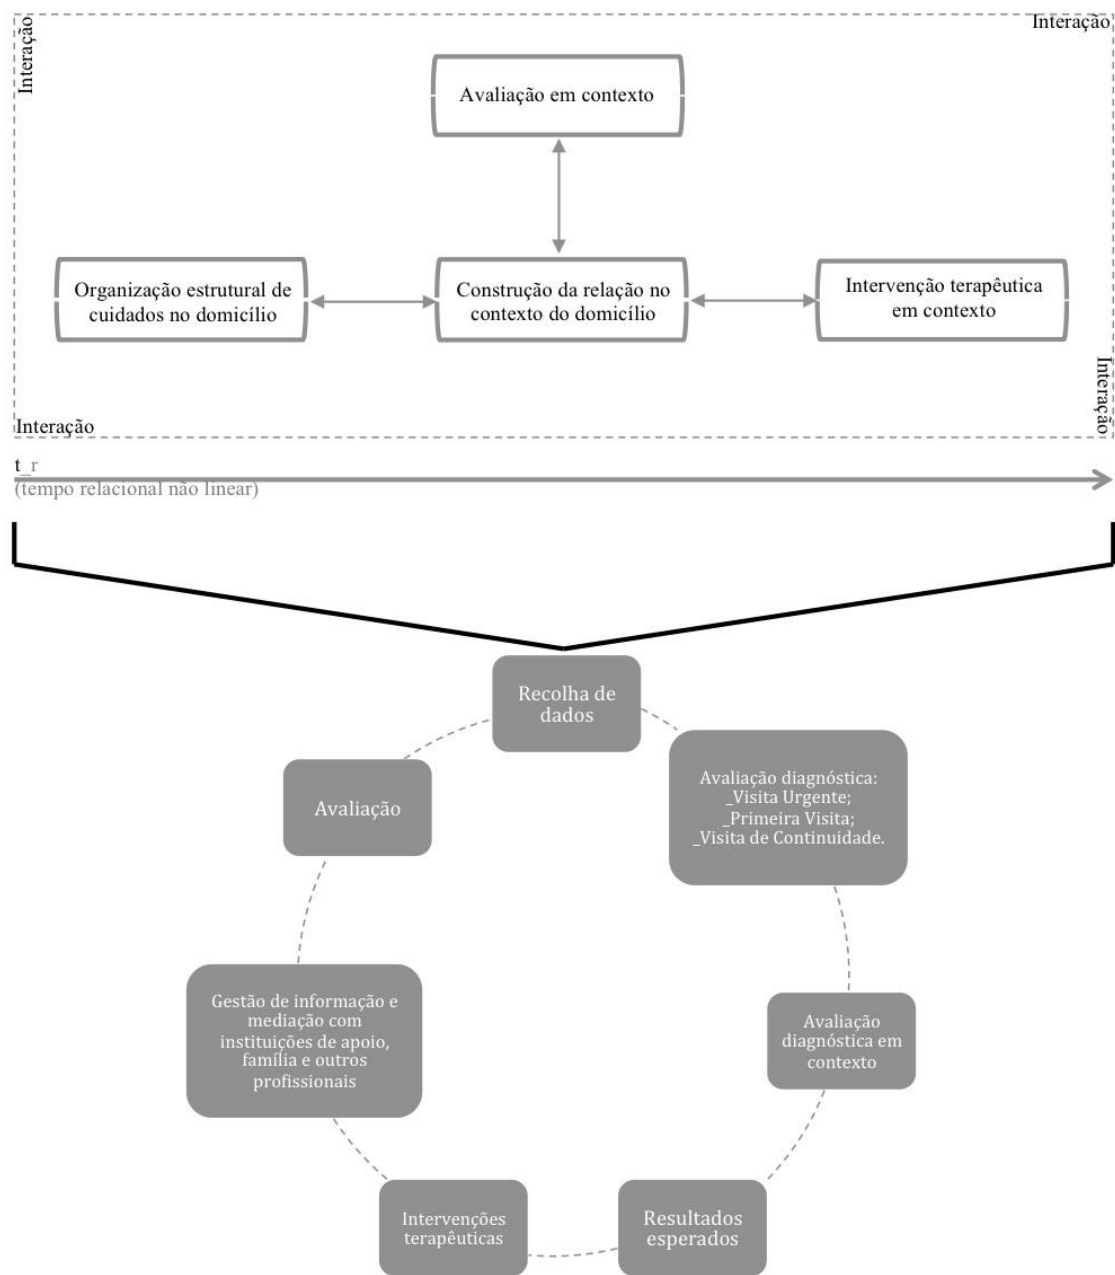 Interação
Interação
Avaliação em contexto
Organização estrutural de
cuidados no domicílio
Construção da relação no
contexto do domicílio
Intervenção terapêutica
em contexto
Interação
Interação
t_r
(tempo relacional não linear)
Recolha de
dados
Avaliação diagnóstica:
_Visita Urgente;
_Primeira Visita;
_Visita de Continuidade.
Avaliação
diagnóstica em
contexto
Resultados
esperados
Intervenções
terapêuticas
Gestão de informação e
mediação com
instituições de apoio,
família e outros
profissionais
Avaliação